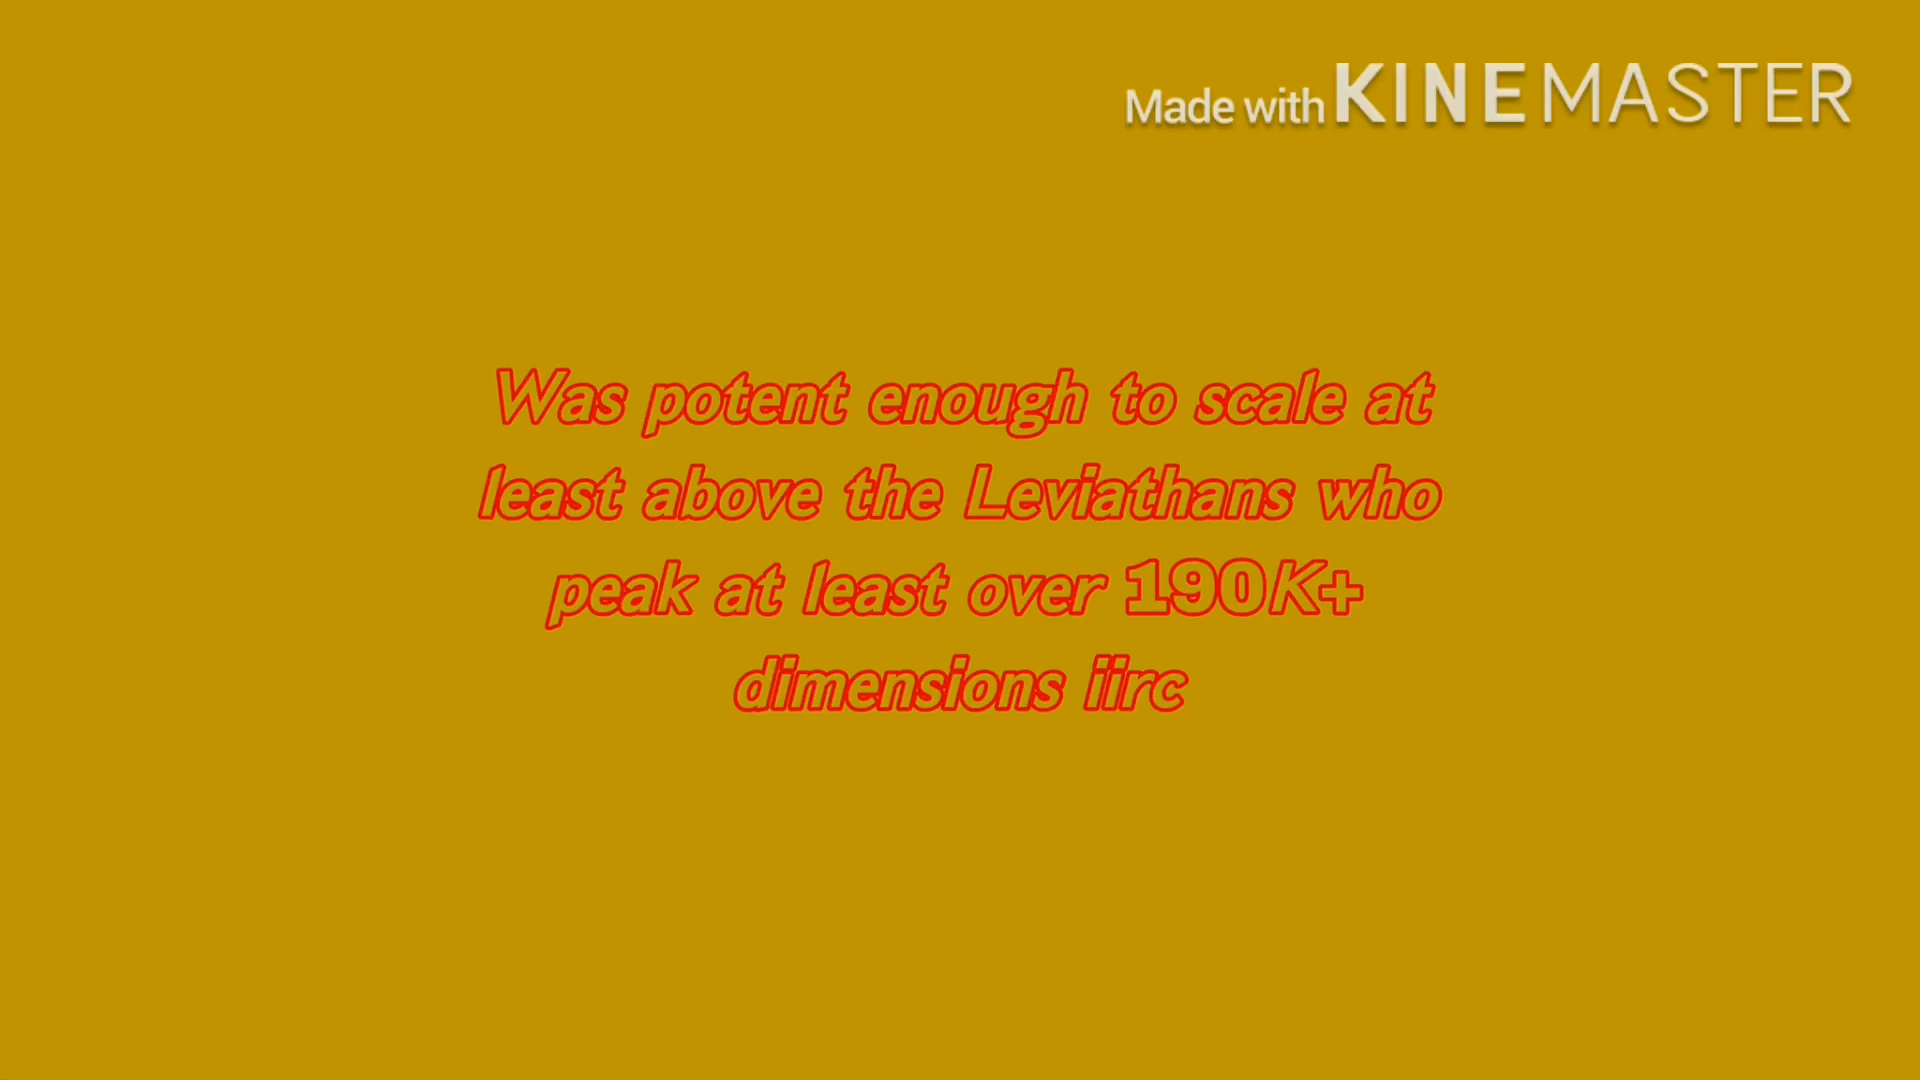 Made with KINEMASTER
Was potent enough to scale at
least above the Leviathans who
peak at least over 190K+
dimensions iirc